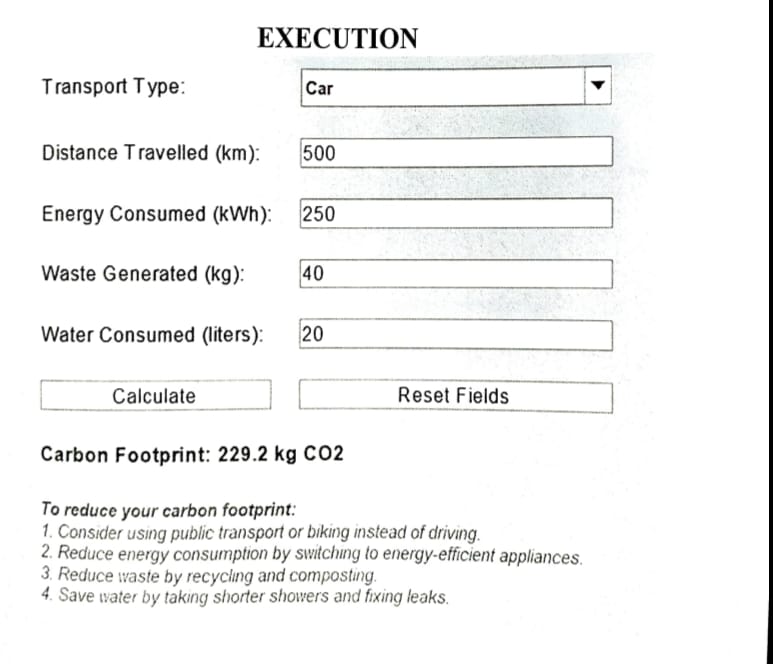 EXECUTION
Transport Type: Car
Distance Travelled (km): 500
Energy Consumed (kWh): 250
Waste Generated (kg): 40
Water Consumed (liters): 20
Calculate Reset Fields
Carbon Footprint: 229.2 kg CO2
To reduce your carbon footprint:
1. Consider using public transport or biking instead of driving.
2. Reduce energy consumption by switching to energy-efficient appliances.
3. Reduce waste by recycling and composting.
4. Save water by taking shorter showers and fixing leaks.